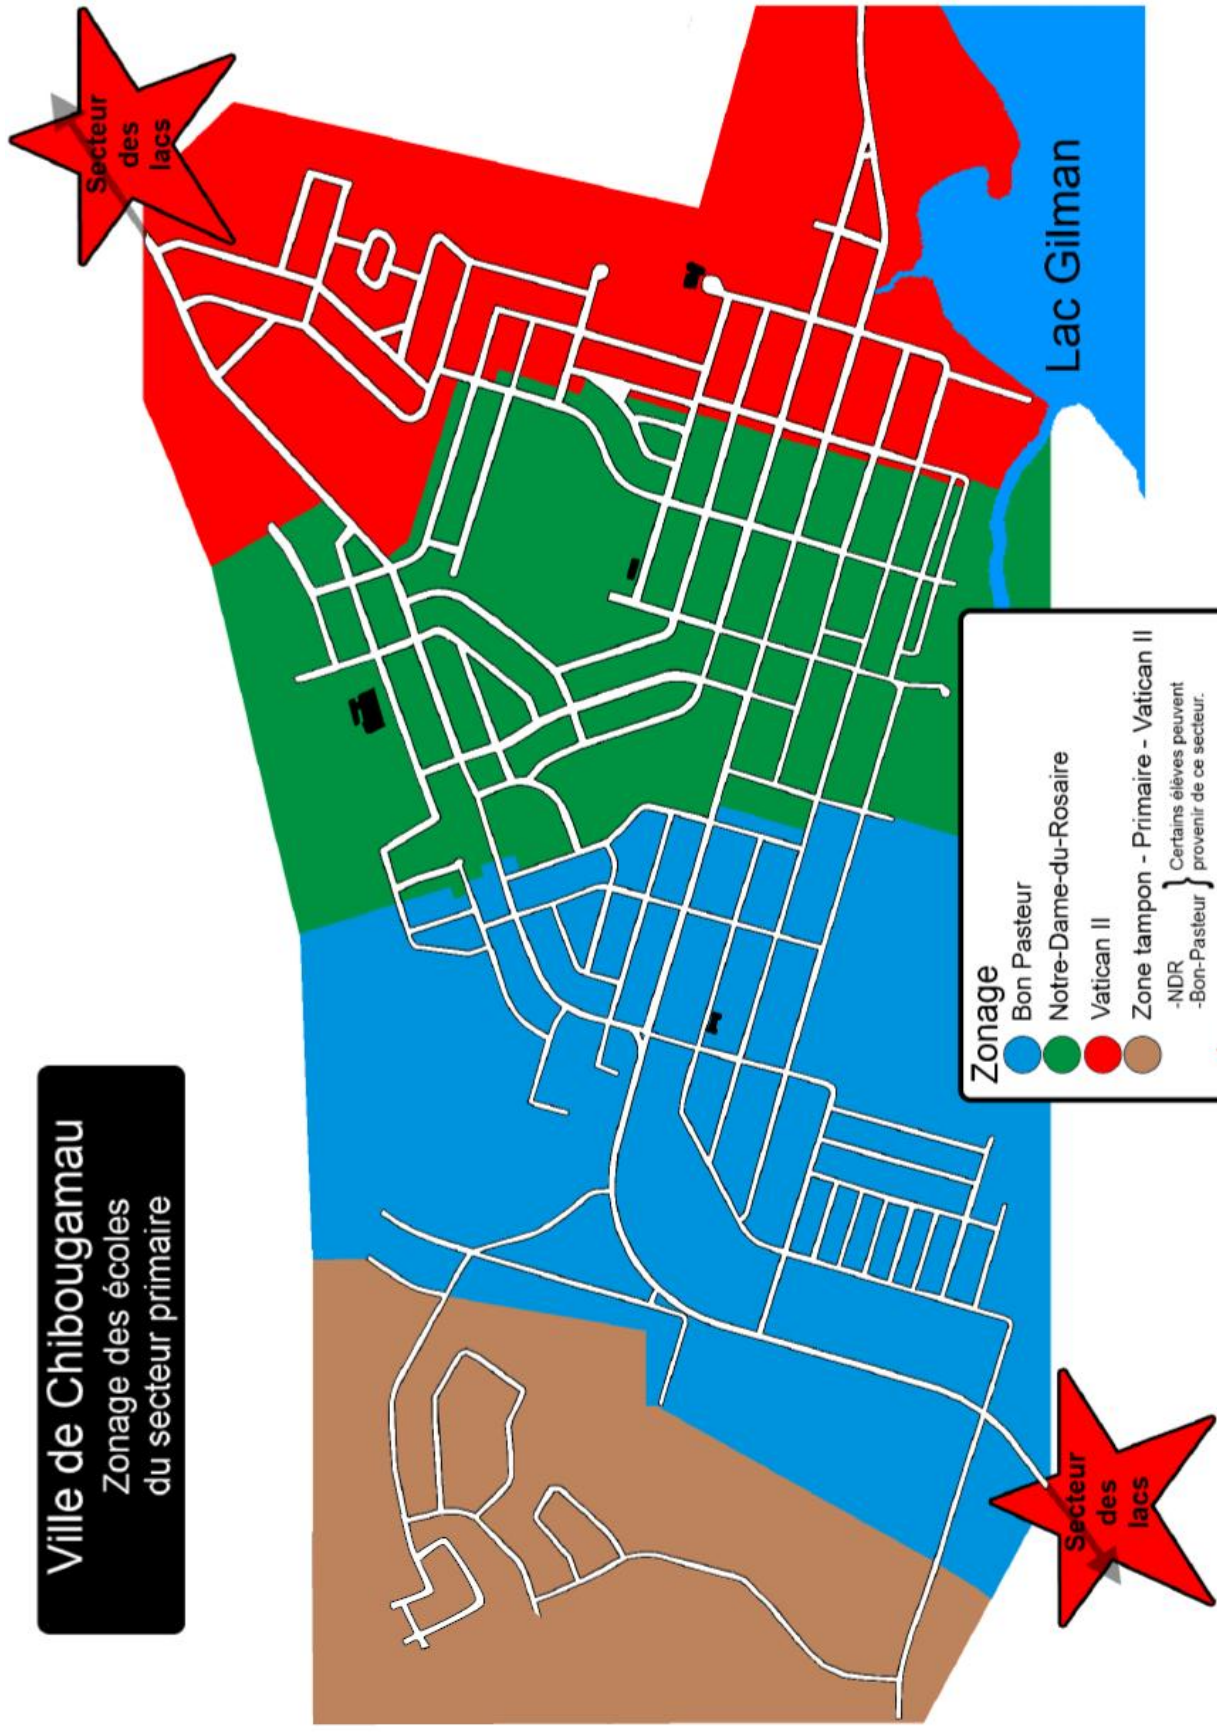 Ville de Chibougamau
Zonage des écoles
du secteur primaire
Secteur
des
lacs
Secteur
des
lacs
Lac Gilman
Zonage
Bon Pasteur
Notre-Dame-du-Rosaire
Vatican II
Zone tampon - Primaire - Vatican II
-NDR
-Bon-Pasteur } Certains élèves peuvent
provenir de ce secteur.